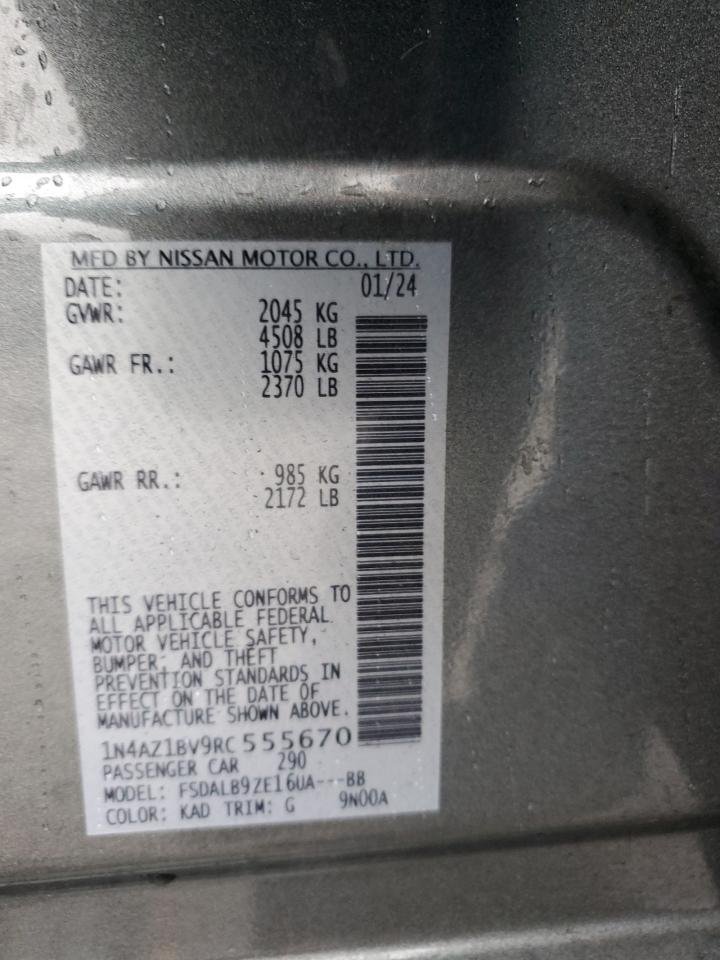 MFD BY NISSAN MOTOR CO., LTD.
DATE: 01/24
GVWR: 2045 KG
4508 LB
GAWR FR.: 1075 KG
2370 LB
GAWR RR.: 985 KG
2172 LB
THIS VEHICLE CONFORMS TO
ALL APPLICABLE FEDERAL
MOTOR VEHICLE SAFETY,
BUMPER, AND THEFT
PREVENTION STANDARDS IN
EFFECT ON THE DATE OF
MANUFACTURE SHOWN ABOVE.
1N4AZ1BV9RC555670
PASSENGER CAR 290
MODEL: FSDALB9ZE16UA---BB
COLOR: KAD TRIM: G 9N00A